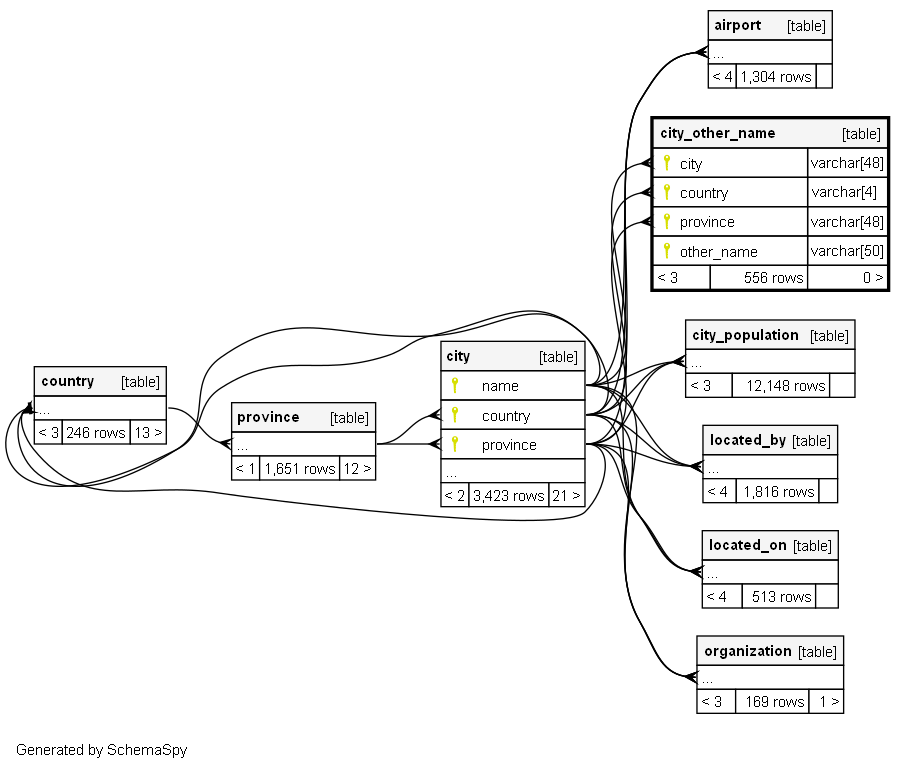 airport [table]
...
< 4 1,304 rows
city_other_name [table]
city varchar[48]
country varchar[4]
province varchar[48]
other_name varchar[50]
< 3 556 rows 0 >
city_population [table]
...
< 3 12,148 rows
city [table]
name
country
province
...
< 2 3,423 rows 21 >
country [table]
...
< 3 246 rows 13 >
province [table]
...
< 1 1,651 rows 12 >
located_by [table]
...
< 4 1,816 rows
located_on [table]
...
< 4 513 rows
organization [table]
...
< 3 169 rows 1 >
Generated by SchemaSpy